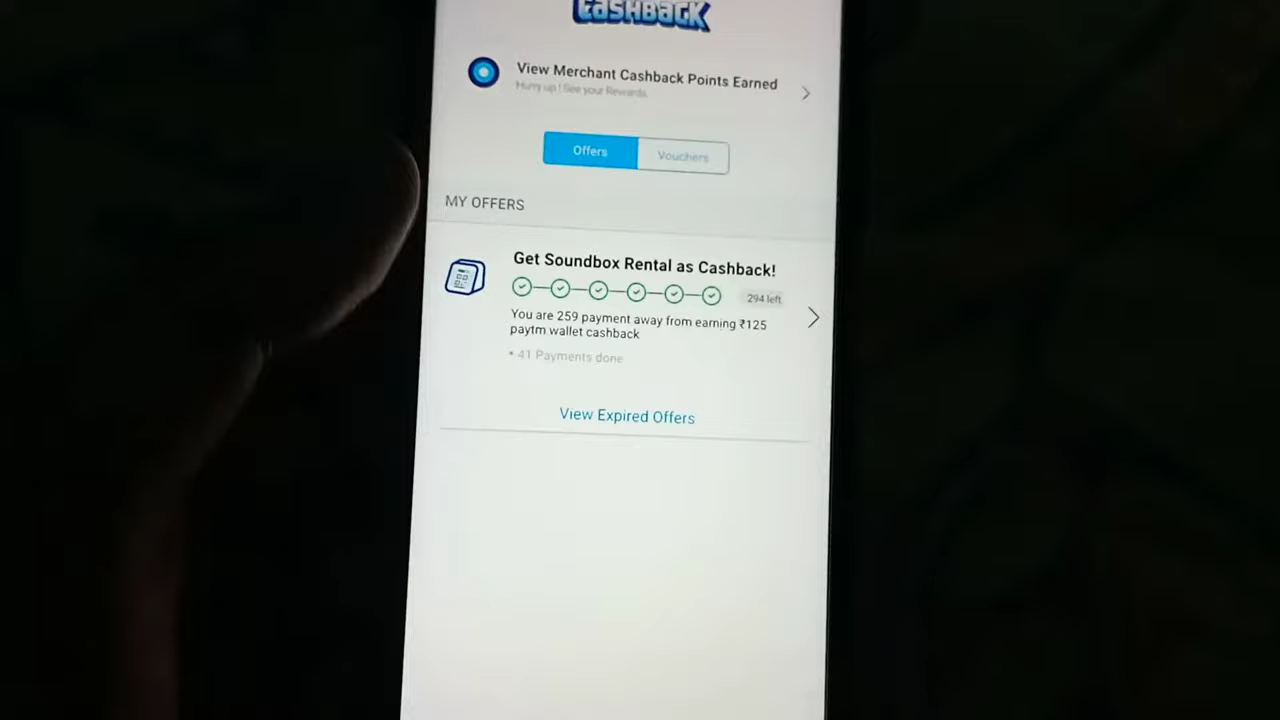 CASHBACK
View Merchant Cashback Points Earned
Hurry up ! See your Rewards.
Offers
Vouchers
MY OFFERS
Get Soundbox Rental as Cashback!
294 left
You are 259 payment away from earning ₹125
paytm wallet cashback
• 41 Payments done
View Expired Offers